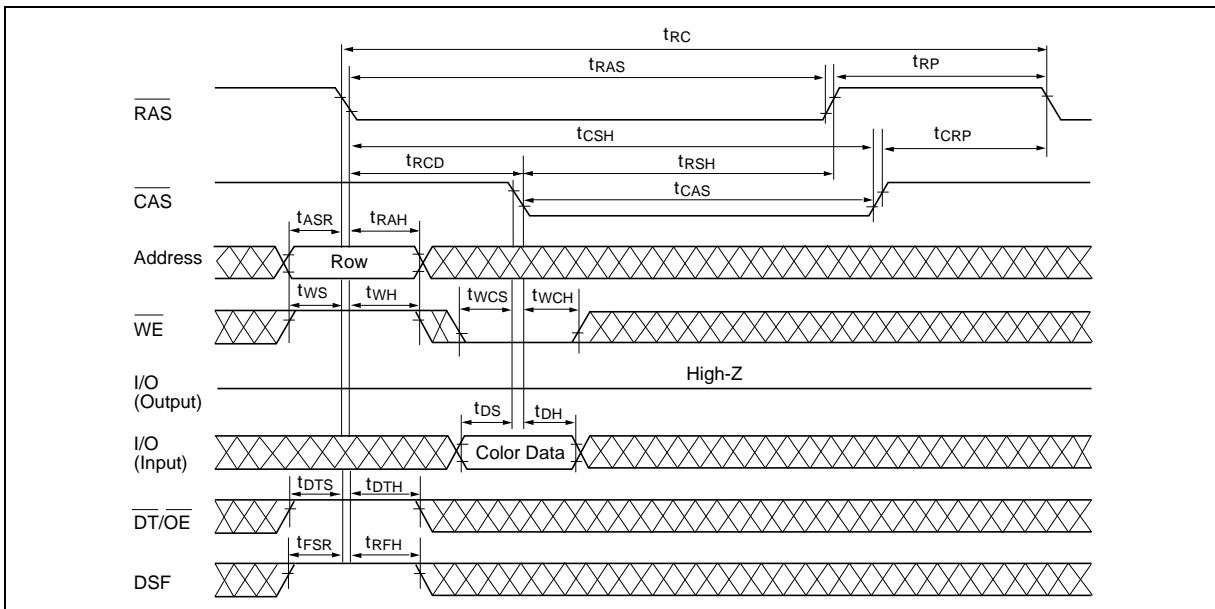 tRC
tRAS tRP
RAS
tCSH tCRP
tRCD tRSH
CAS tCAS
tASR tRAH
Address Row
tWS tWH tWCS tWCH
WE
I/O
(Output)
High-Z
tDS tDH
I/O
(Input)
Color Data
tDTS tDTH
DT/OE
tFSR tRFH
DSF